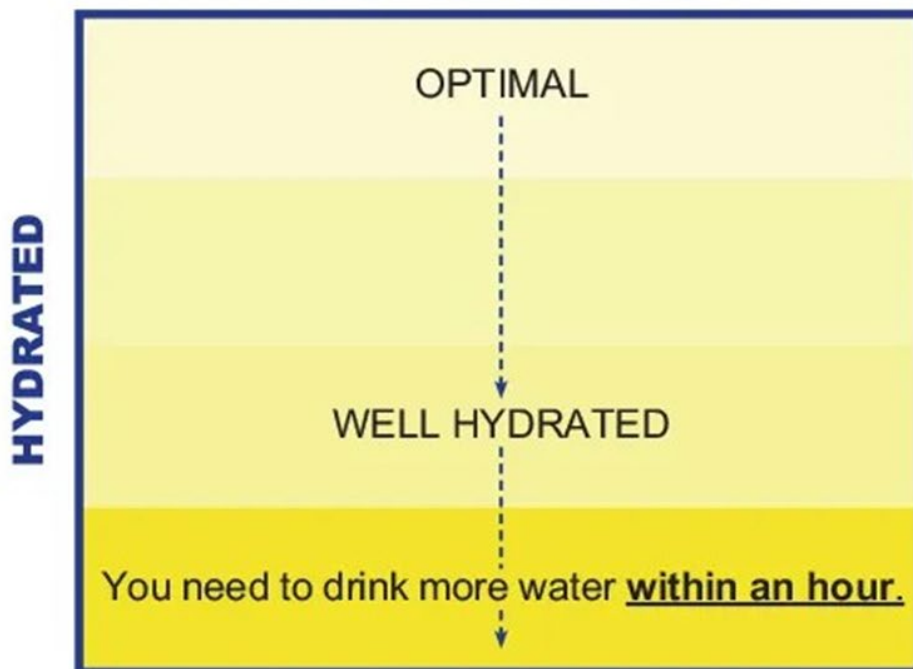 HYDRATED
OPTIMAL
WELL HYDRATED
You need to drink more water within an hour.